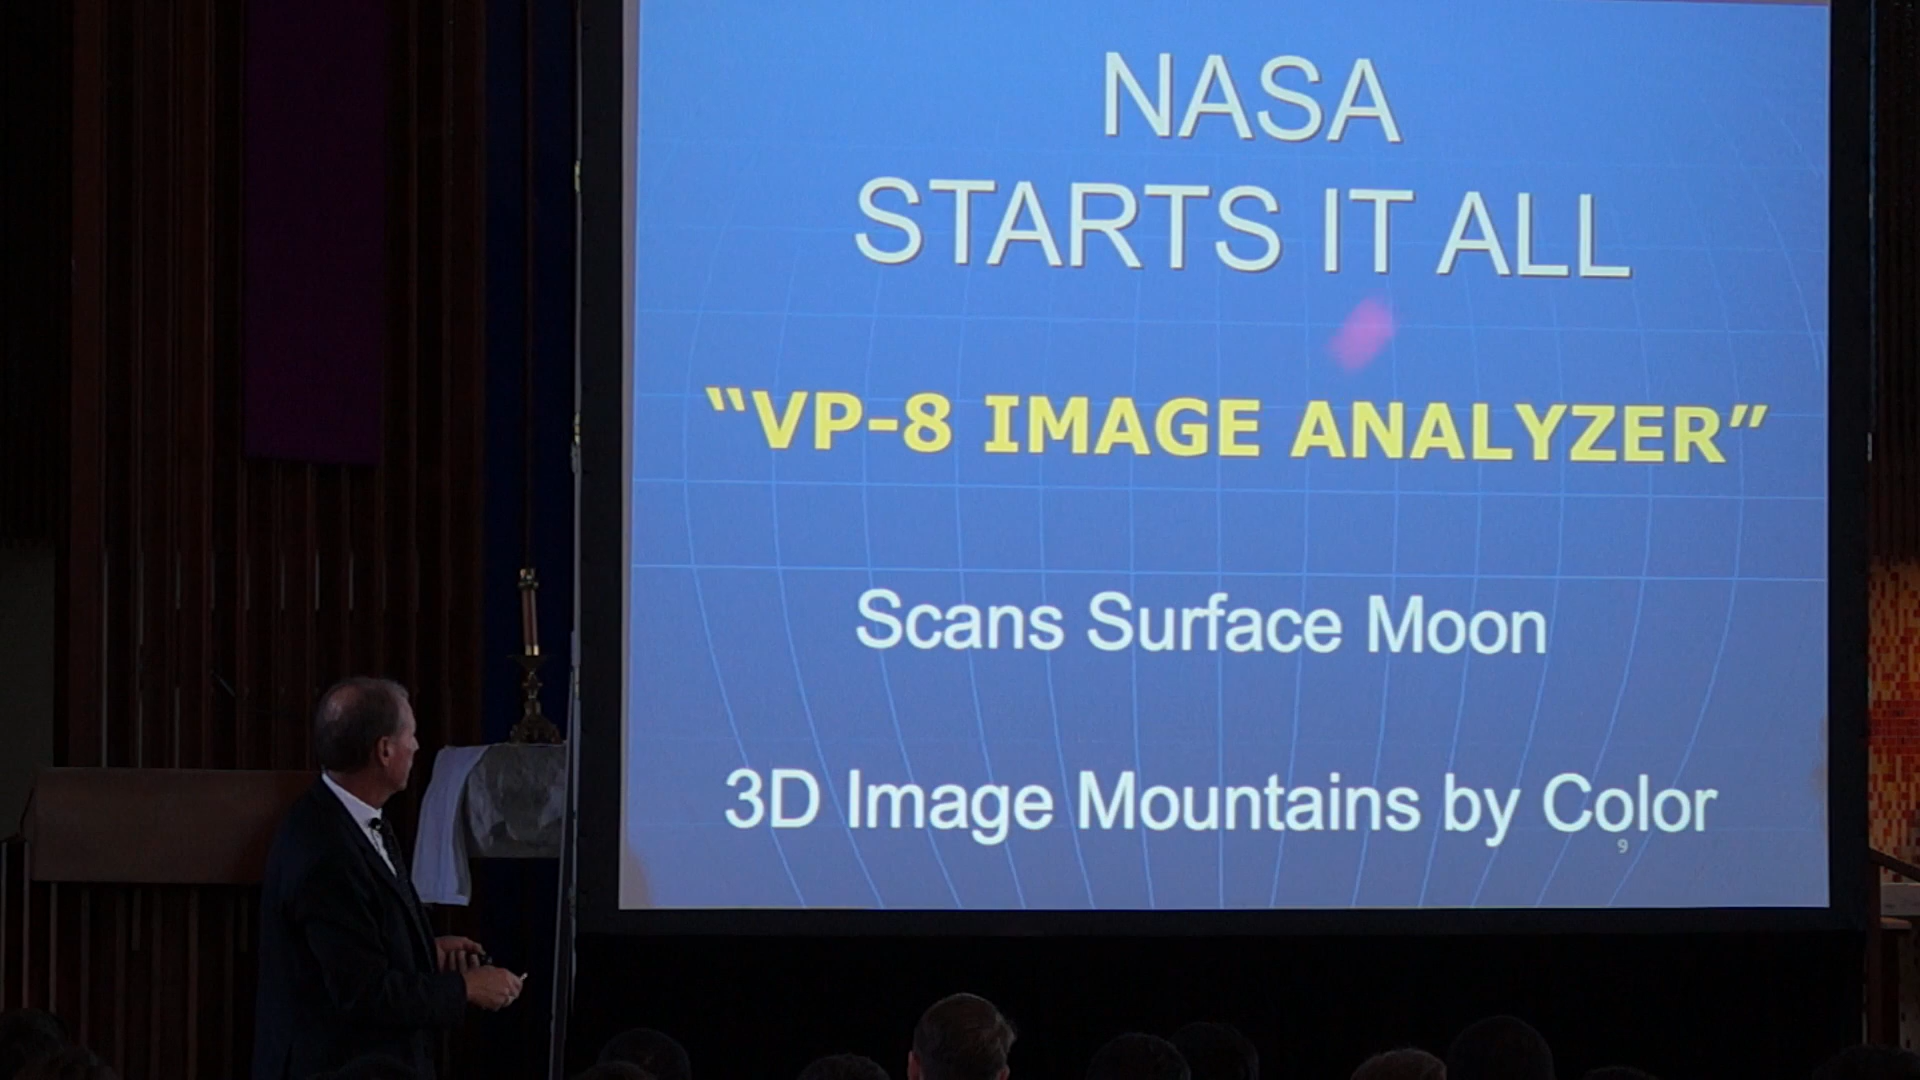 NASA
STARTS IT ALL
“VP-8 IMAGE ANALYZER”
Scans Surface Moon
3D Image Mountains by Color
9